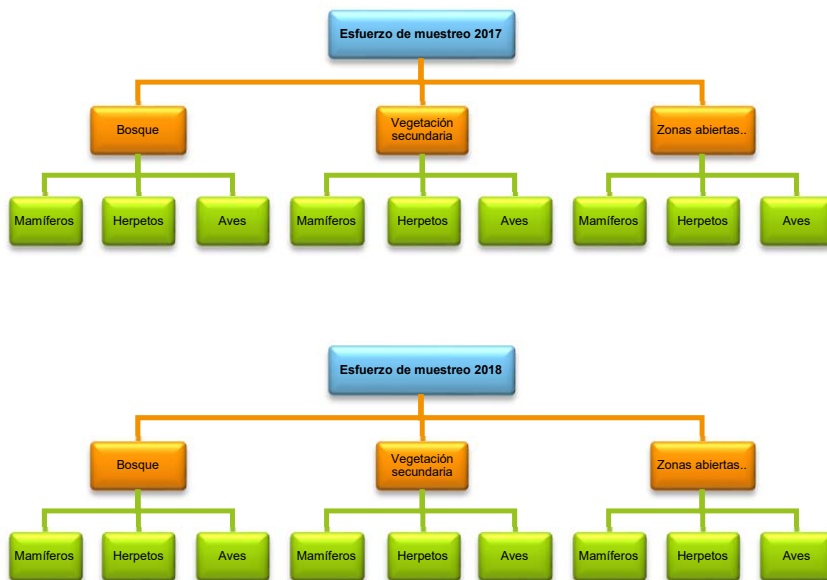 Esfuerzo de muestreo 2017
Bosque
Vegetación
secundaria
Zonas abiertas..
Mamíferos
Herpetos
Aves
Mamíferos
Herpetos
Aves
Mamíferos
Herpetos
Aves
Esfuerzo de muestreo 2018
Bosque
Vegetación
secundaria
Zonas abiertas..
Mamíferos
Herpetos
Aves
Mamíferos
Herpetos
Aves
Mamíferos
Herpetos
Aves